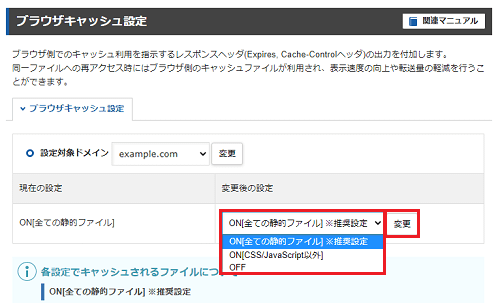 ブラウザキャッシュ設定
関連マニュアル
ブラウザ側でのキャッシュ利用を指示するレスポンスヘッダ(Expires, Cache-Controlヘッダ)の出力を付加します。
同一ファイルへの再アクセス時にはブラウザ側のキャッシュファイルが利用され、表示速度の向上や転送量の軽減を行うこ
とができます。
ブラウザキャッシュ設定
設定対象ドメイン example.com 変更
現在の設定 変更後の設定
ON[全ての静的ファイル] ON[全ての静的ファイル] ※推奨設定 変更
ON[全ての静的ファイル] ※推奨設定
ON[CSS/JavaScript以外]
OFF
各設定でキャッシュされるファイルにつ
ON[全ての静的ファイル] ※推奨設定